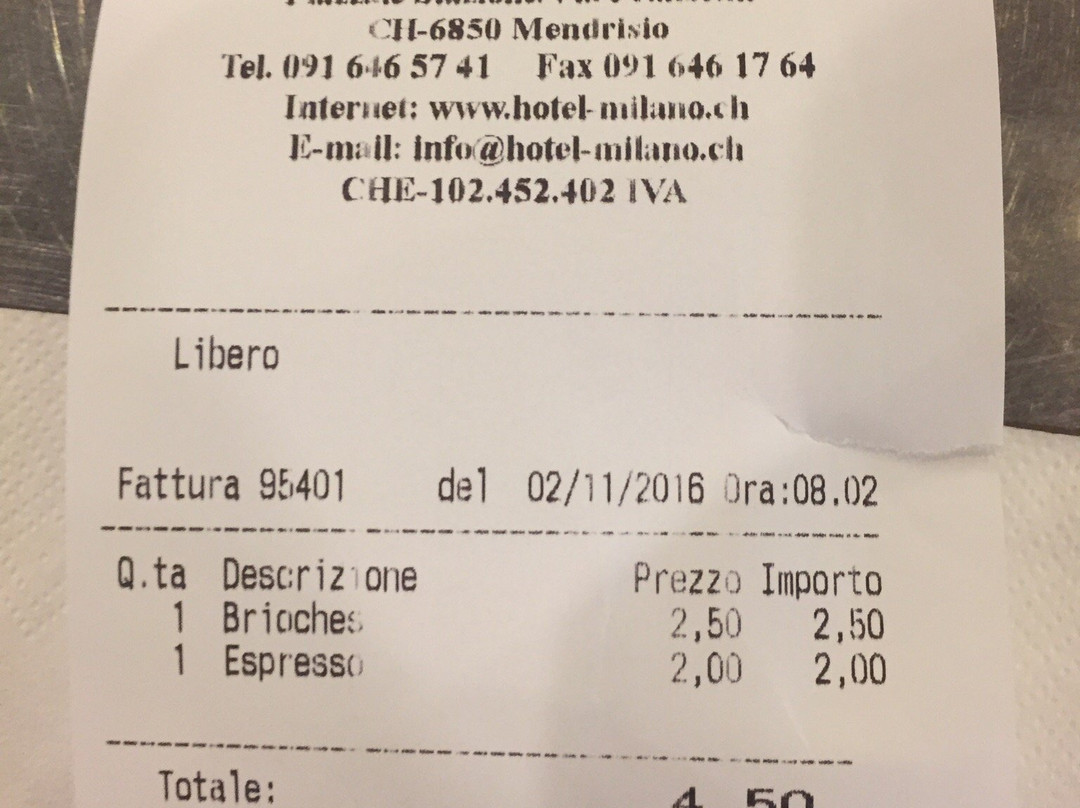 CH-6850 Mendrisio
Tel. 091 646 57 41 Fax 091 646 17 64
Internet: www.hotel-milano.ch
E-mail: info@hotel-milano.ch
CHE-102.452.402 IVA
Libero
Fattura 95401 del 02/11/2016 Ora:08.02
Q.ta Descrizione Prezzo Importo
1 Brioches 2,50 2,50
1 Espresso 2,00 2,00
Totale: 4,50